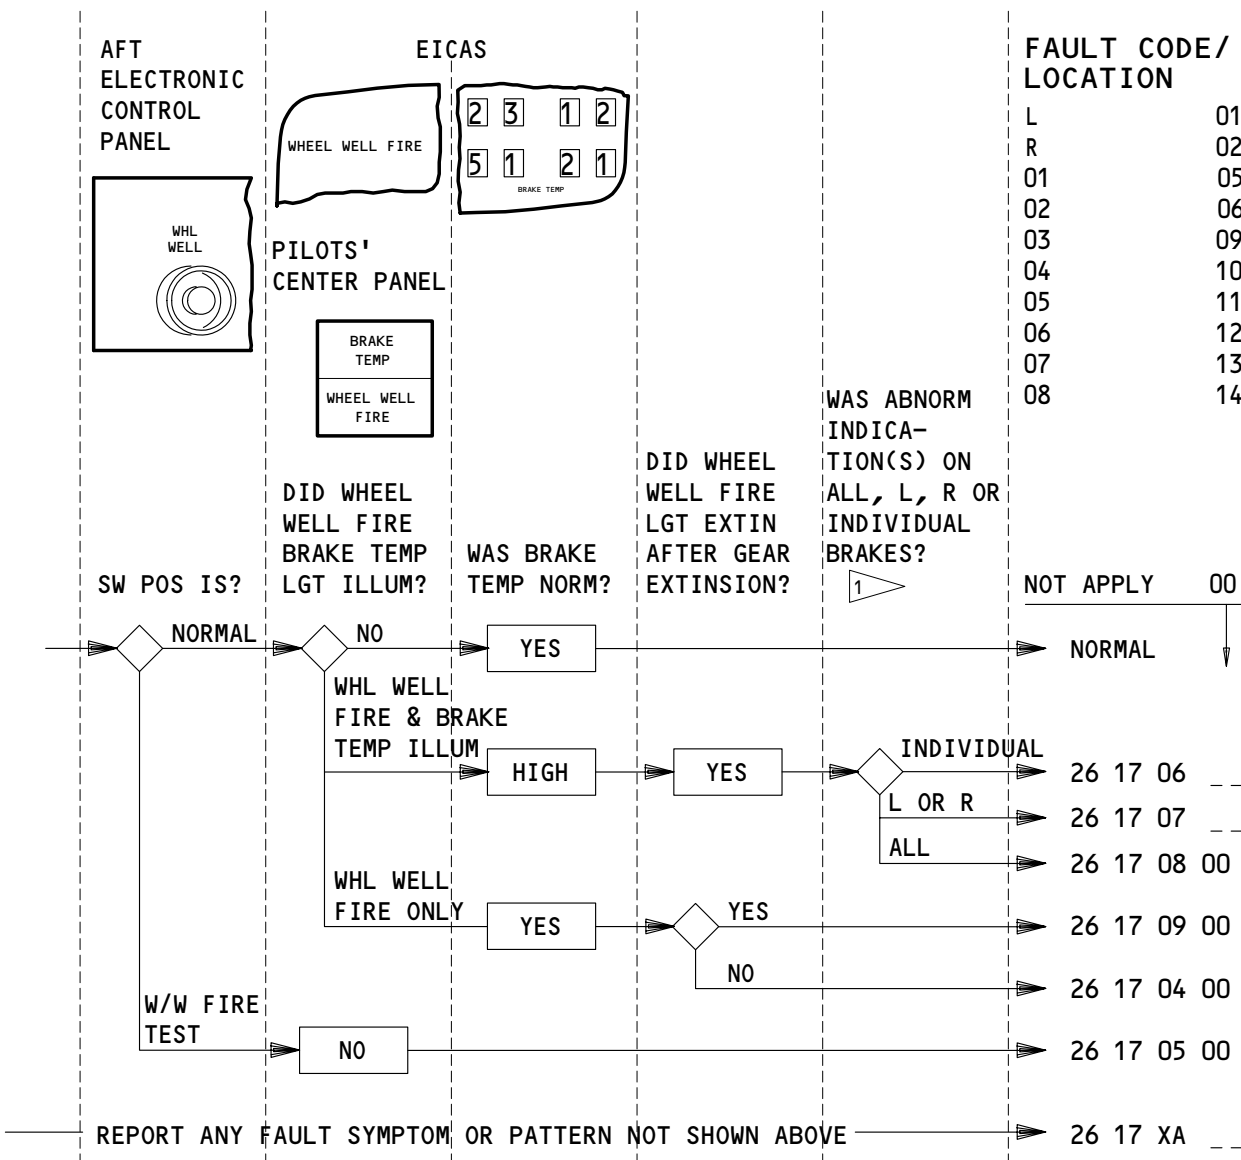 AFT
ELECTRONIC
CONTROL
PANEL
WHL
WELL
EICAS
WHEEL WELL FIRE
2 3 1 2
5 1 2 1
BRAKE TEMP
PILOTS'
CENTER PANEL
BRAKE
TEMP
WHEEL WELL
FIRE
FAULT CODE/
LOCATION
L 01
R 02
01 05
02 06
03 09
04 10
05 11
06 12
07 13
08 14
SW POS IS?
DID WHEEL
WELL FIRE
BRAKE TEMP
LGT ILLUM?
WAS BRAKE
TEMP NORM?
DID WHEEL
WELL FIRE
LGT EXTIN
AFTER GEAR
EXTINSION?
WAS ABNORM
INDICA-
TION(S) ON
ALL, L, R OR
INDIVIDUAL
BRAKES?
1
NOT APPLY 00
NORMAL
NO
YES
NORMAL
WHL WELL
FIRE & BRAKE
TEMP ILLUM
HIGH
YES
INDIVIDUAL
26 17 06 _ _
L OR R
26 17 07 _ _
ALL
26 17 08 00
WHL WELL
FIRE ONLY
YES
YES
26 17 09 00
NO
26 17 04 00
W/W FIRE
TEST
NO
26 17 05 00
REPORT ANY FAULT SYMPTOM OR PATTERN NOT SHOWN ABOVE
26 17 XA _ _